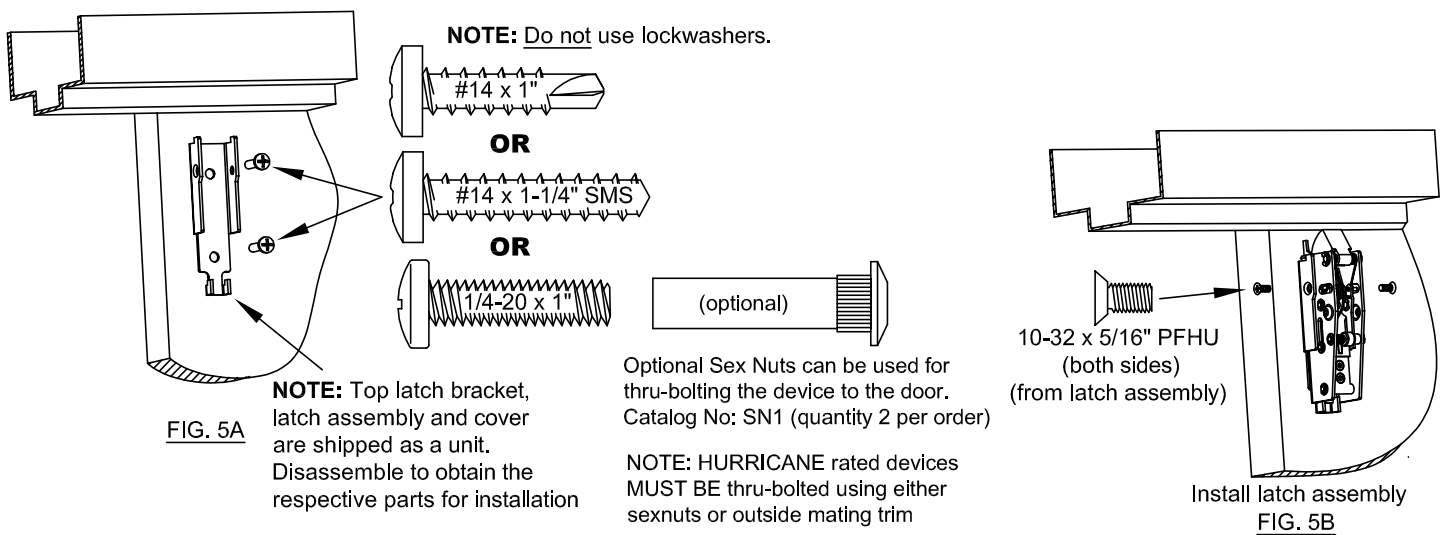 NOTE: Do not use lockwashers.
#14 x 1"
OR
#14 x 1-1/4" SMS
OR
1/4-20 x 1"
(optional)
NOTE: Top latch bracket,
latch assembly and cover
are shipped as a unit.
Disassemble to obtain the
respective parts for installation
FIG. 5A
Optional Sex Nuts can be used for
thru-bolting the device to the door.
Catalog No: SN1 (quantity 2 per order)
NOTE: HURRICANE rated devices
MUST BE thru-bolted using either
sexnuts or outside mating trim
10-32 x 5/16" PFHU
(both sides)
(from latch assembly)
Install latch assembly
FIG. 5B